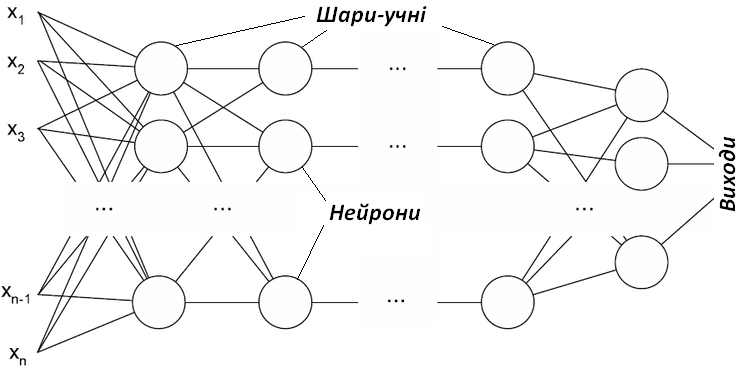 x1
Шари-учні
x2
...
x3
...
Виходи
...
...
Нейрони
...
xn-1
...
xn